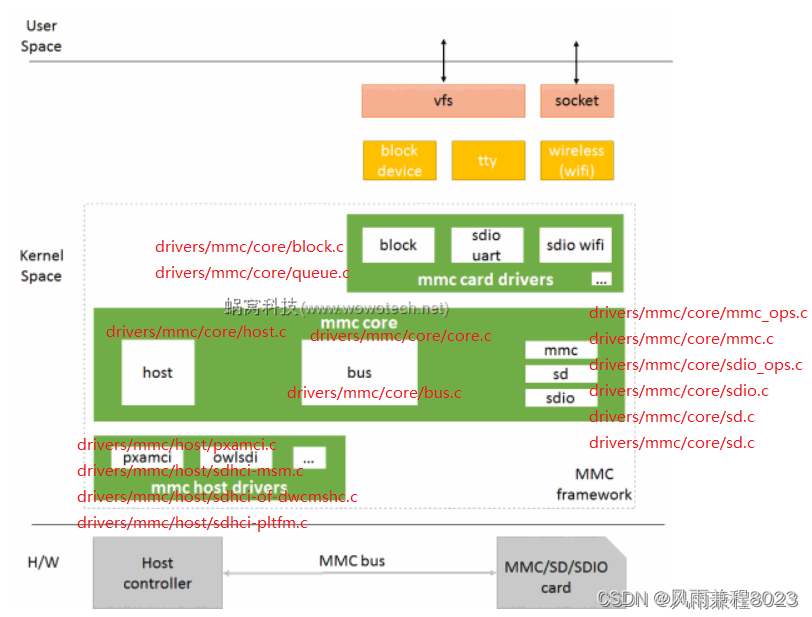 User
Space
vfs
socket
block
device
tty
wireless
(wifi)
Kernel
Space
drivers/mmc/core/block.c
drivers/mmc/core/queue.c
block
sdio
uart
sdio wifi
mmc card drivers
...
蜗窝科技(www.wowotech.net)
mmc core
drivers/mmc/core/host.c
drivers/mmc/core/core.c
host
bus
drivers/mmc/core/bus.c
mmc
sd
sdio
drivers/mmc/core/mmc_ops.c
drivers/mmc/core/mmc.c
drivers/mmc/core/sdio_ops.c
drivers/mmc/core/sdio.c
drivers/mmc/core/sd.c
drivers/mmc/core/sd.c
drivers/mmc/host/pxamci.c
pxamci
owlsdi
...
drivers/mmc/host/sdhci-msm.c
mmc host drivers
drivers/mmc/host/sdhci-of-dwcmshc.c
drivers/mmc/host/sdhci-pltfm.c
MMC
framework
H/W
Host
controller
MMC bus
MMC/SD/SDIO
card
CSDN @风雨兼程8023